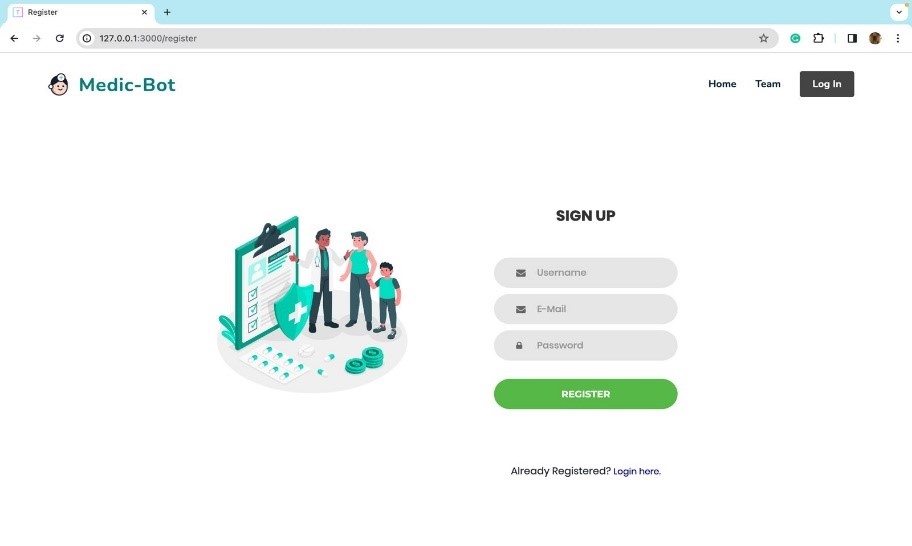 Register
127.0.0.1:3000/register
Medic-Bot
Home Team Log In
SIGN UP
Username
E-Mail
Password
REGISTER
Already Registered? Login here.